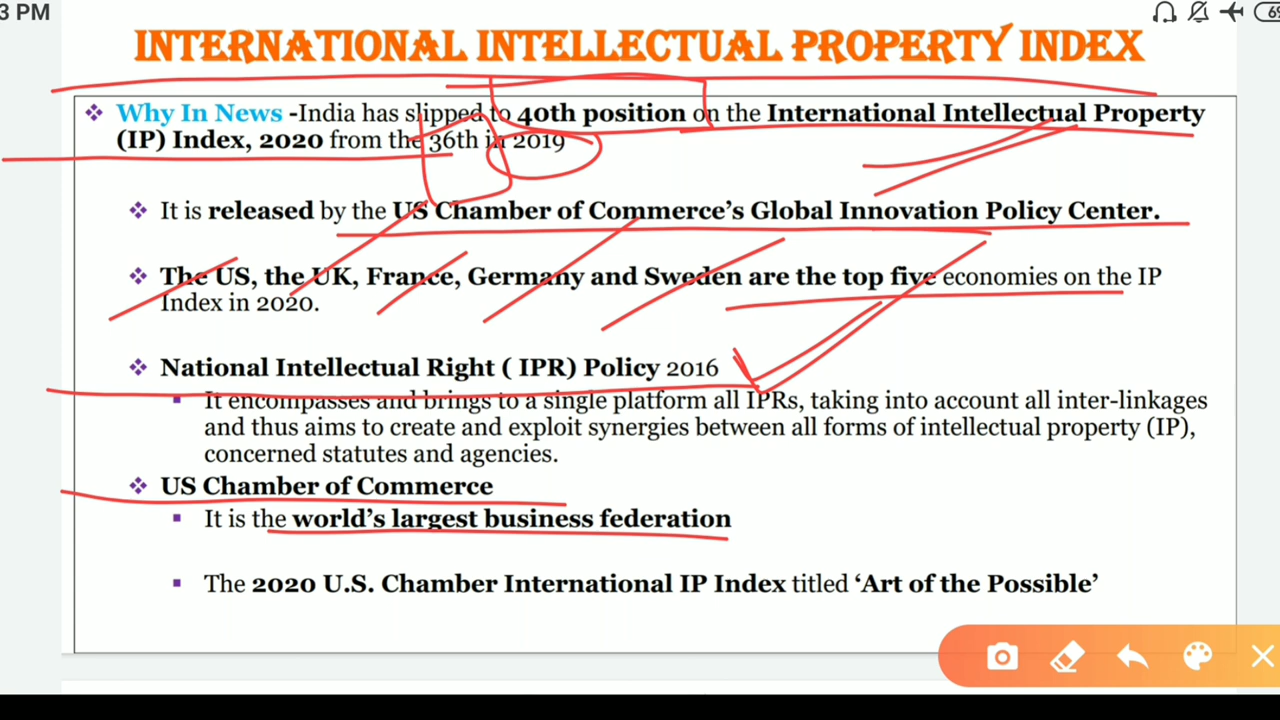 3 PM
69
INTERNATIONAL INTELLECTUAL PROPERTY INDEX
Why In News -India has slipped to 40th position on the International Intellectual Property
(IP) Index, 2020 from the 36th in 2019
It is released by the US Chamber of Commerce's Global Innovation Policy Center.
The US, the UK, France, Germany and Sweden are the top five economies on the IP
Index in 2020.
National Intellectual Right ( IPR) Policy 2016
It encompasses and brings to a single platform all IPRs, taking into account all inter-linkages
and thus aims to create and exploit synergies between all forms of intellectual property (IP),
concerned statutes and agencies.
US Chamber of Commerce
It is the world's largest business federation
The 2020 U.S. Chamber International IP Index titled ‘Art of the Possible’